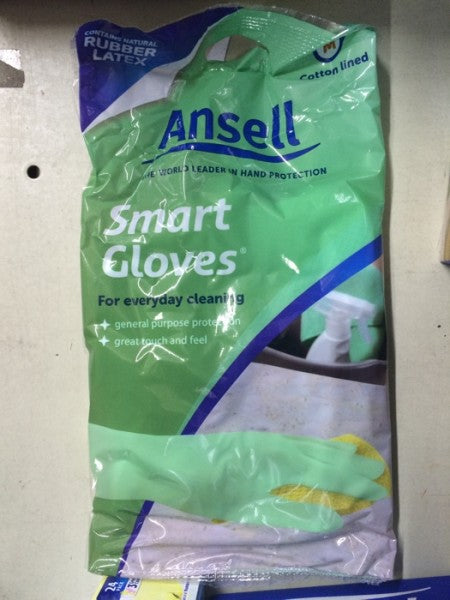 CONTAINS NATURAL
RUBBER
LATEX
M
Cotton lined
Ansell
THE WORLD LEADER IN HAND PROTECTION
Smart
Gloves®
For everyday cleaning
general purpose protection
great touch and feel
24